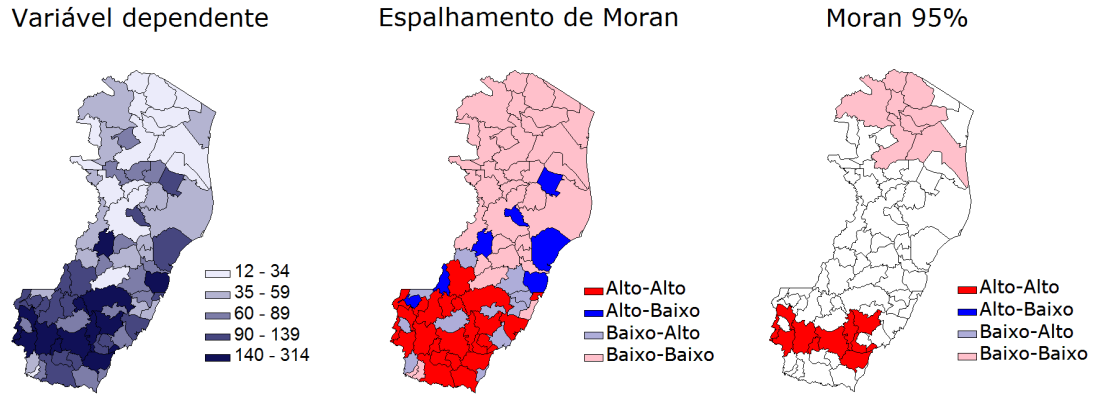 Variável dependente
Espalhamento de Moran
Moran 95%
12 - 34
35 - 59
60 - 89
90 - 139
140 - 314
Alto-Alto
Alto-Baixo
Baixo-Alto
Baixo-Baixo
Alto-Alto
Alto-Baixo
Baixo-Alto
Baixo-Baixo